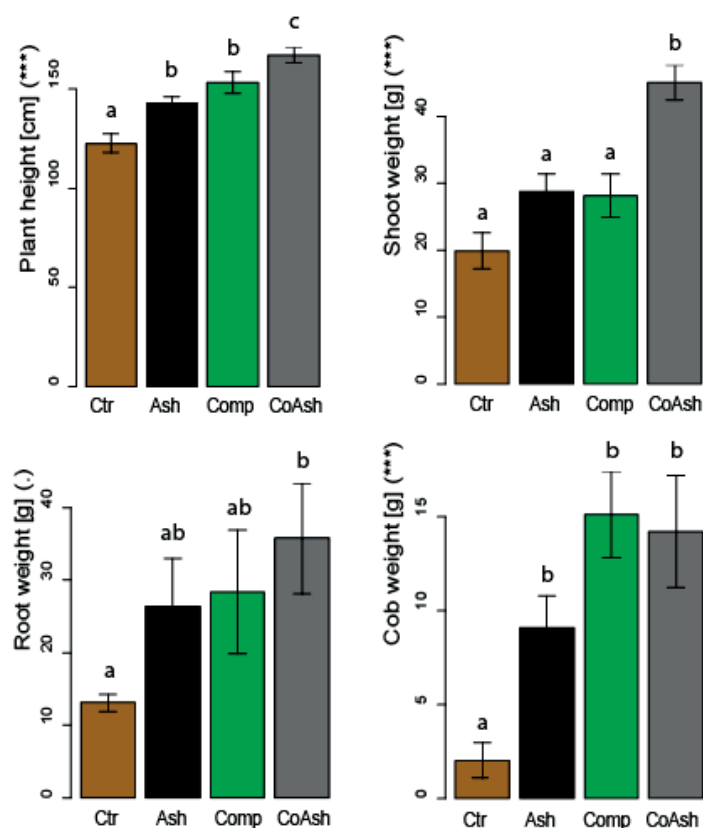 Plant height [cm] (***)
150
100
50
0
a
b
b
c
Ctr Ash Comp CoAsh
Shoot weight [g] (***)
40
30
20
10
0
a
a
a
b
Ctr Ash Comp CoAsh
Root weight [g] (.)
40
30
20
10
0
a
ab
ab
b
Ctr Ash Comp CoAsh
Cob weight [g] (***)
15
10
5
0
a
b
b
b
Ctr Ash Comp CoAsh